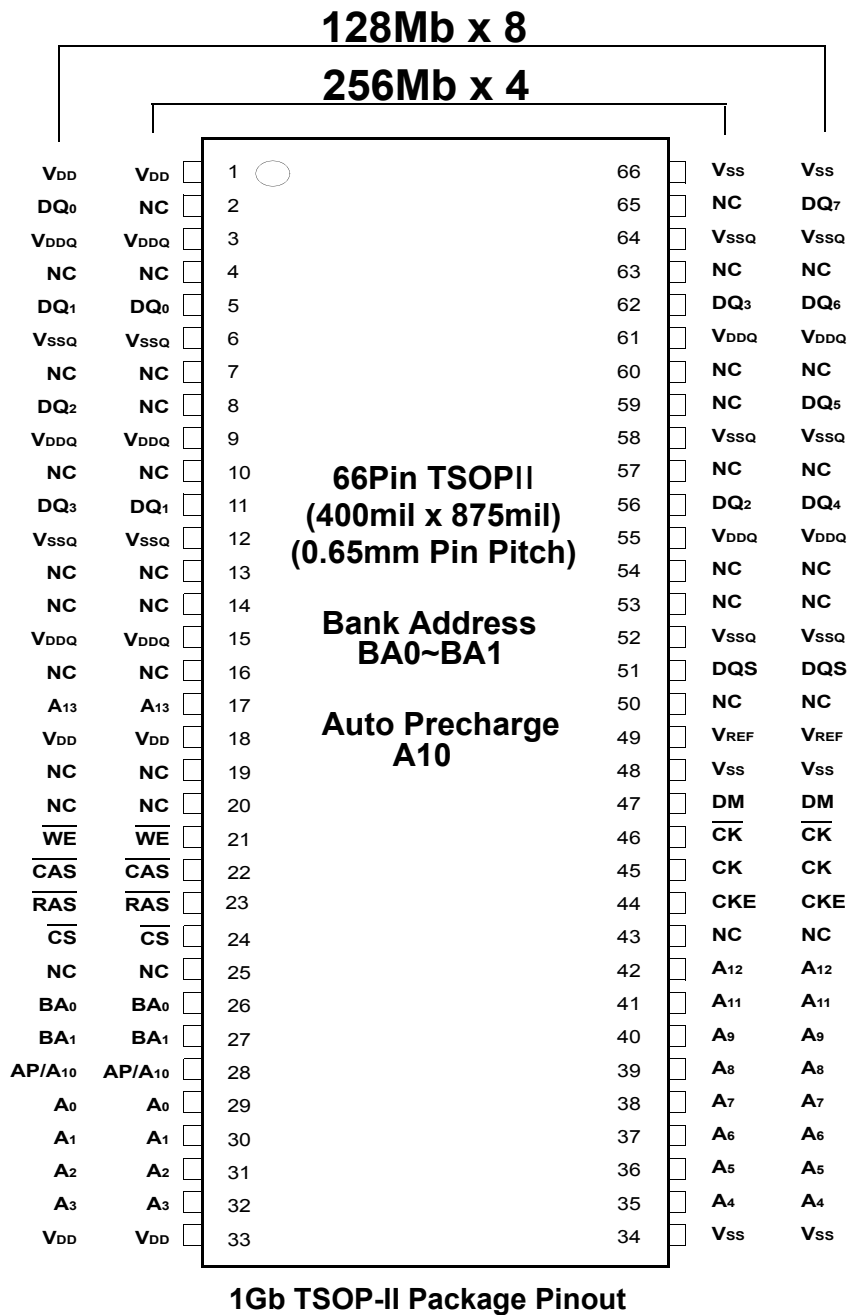 128Mb x 8
256Mb x 4
VDD VDD 1 66 VSS VSS
DQ0 NC 2 65 NC DQ7
VDDQ VDDQ 3 64 VSSQ VSSQ
NC NC 4 63 NC NC
DQ1 DQ0 5 62 DQ3 DQ6
VSSQ VSSQ 6 61 VDDQ VDDQ
NC NC 7 60 NC NC
DQ2 NC 8 59 NC DQ5
VDDQ VDDQ 9 58 VSSQ VSSQ
NC NC 10 57 NC NC
DQ3 DQ1 11 56 DQ2 DQ4
VSSQ VSSQ 12 55 VDDQ VDDQ
NC NC 13 54 NC NC
NC NC 14 53 NC NC
VDDQ VDDQ 15 52 VSSQ VSSQ
NC NC 16 51 DQS DQS
A13 A13 17 50 NC NC
VDD VDD 18 49 VREF VREF
NC NC 19 48 VSS VSS
NC NC 20 47 DM DM
W̅E̅ W̅E̅ 21 46 C̅K̅ C̅K̅
C̅A̅S̅ C̅A̅S̅ 22 45 CK CK
R̅A̅S̅ R̅A̅S̅ 23 44 CKE CKE
C̅S̅ C̅S̅ 24 43 NC NC
NC NC 25 42 A12 A12
BA0 BA0 26 41 A11 A11
BA1 BA1 27 40 A9 A9
AP/A10 AP/A10 28 39 A8 A8
A0 A0 29 38 A7 A7
A1 A1 30 37 A6 A6
A2 A2 31 36 A5 A5
A3 A3 32 35 A4 A4
VDD VDD 33 34 VSS VSS
66Pin TSOPII
(400mil x 875mil)
(0.65mm Pin Pitch)
Bank Address
BA0~BA1
Auto Precharge
A10
1Gb TSOP-II Package Pinout